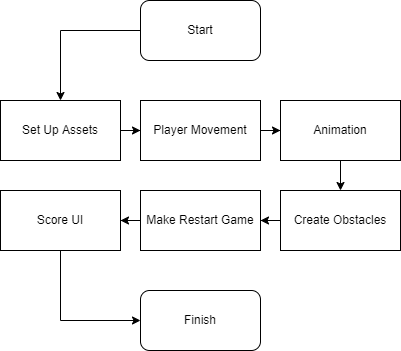 Start
Set Up Assets
Player Movement
Animation
Create Obstacles
Make Restart Game
Score UI
Finish